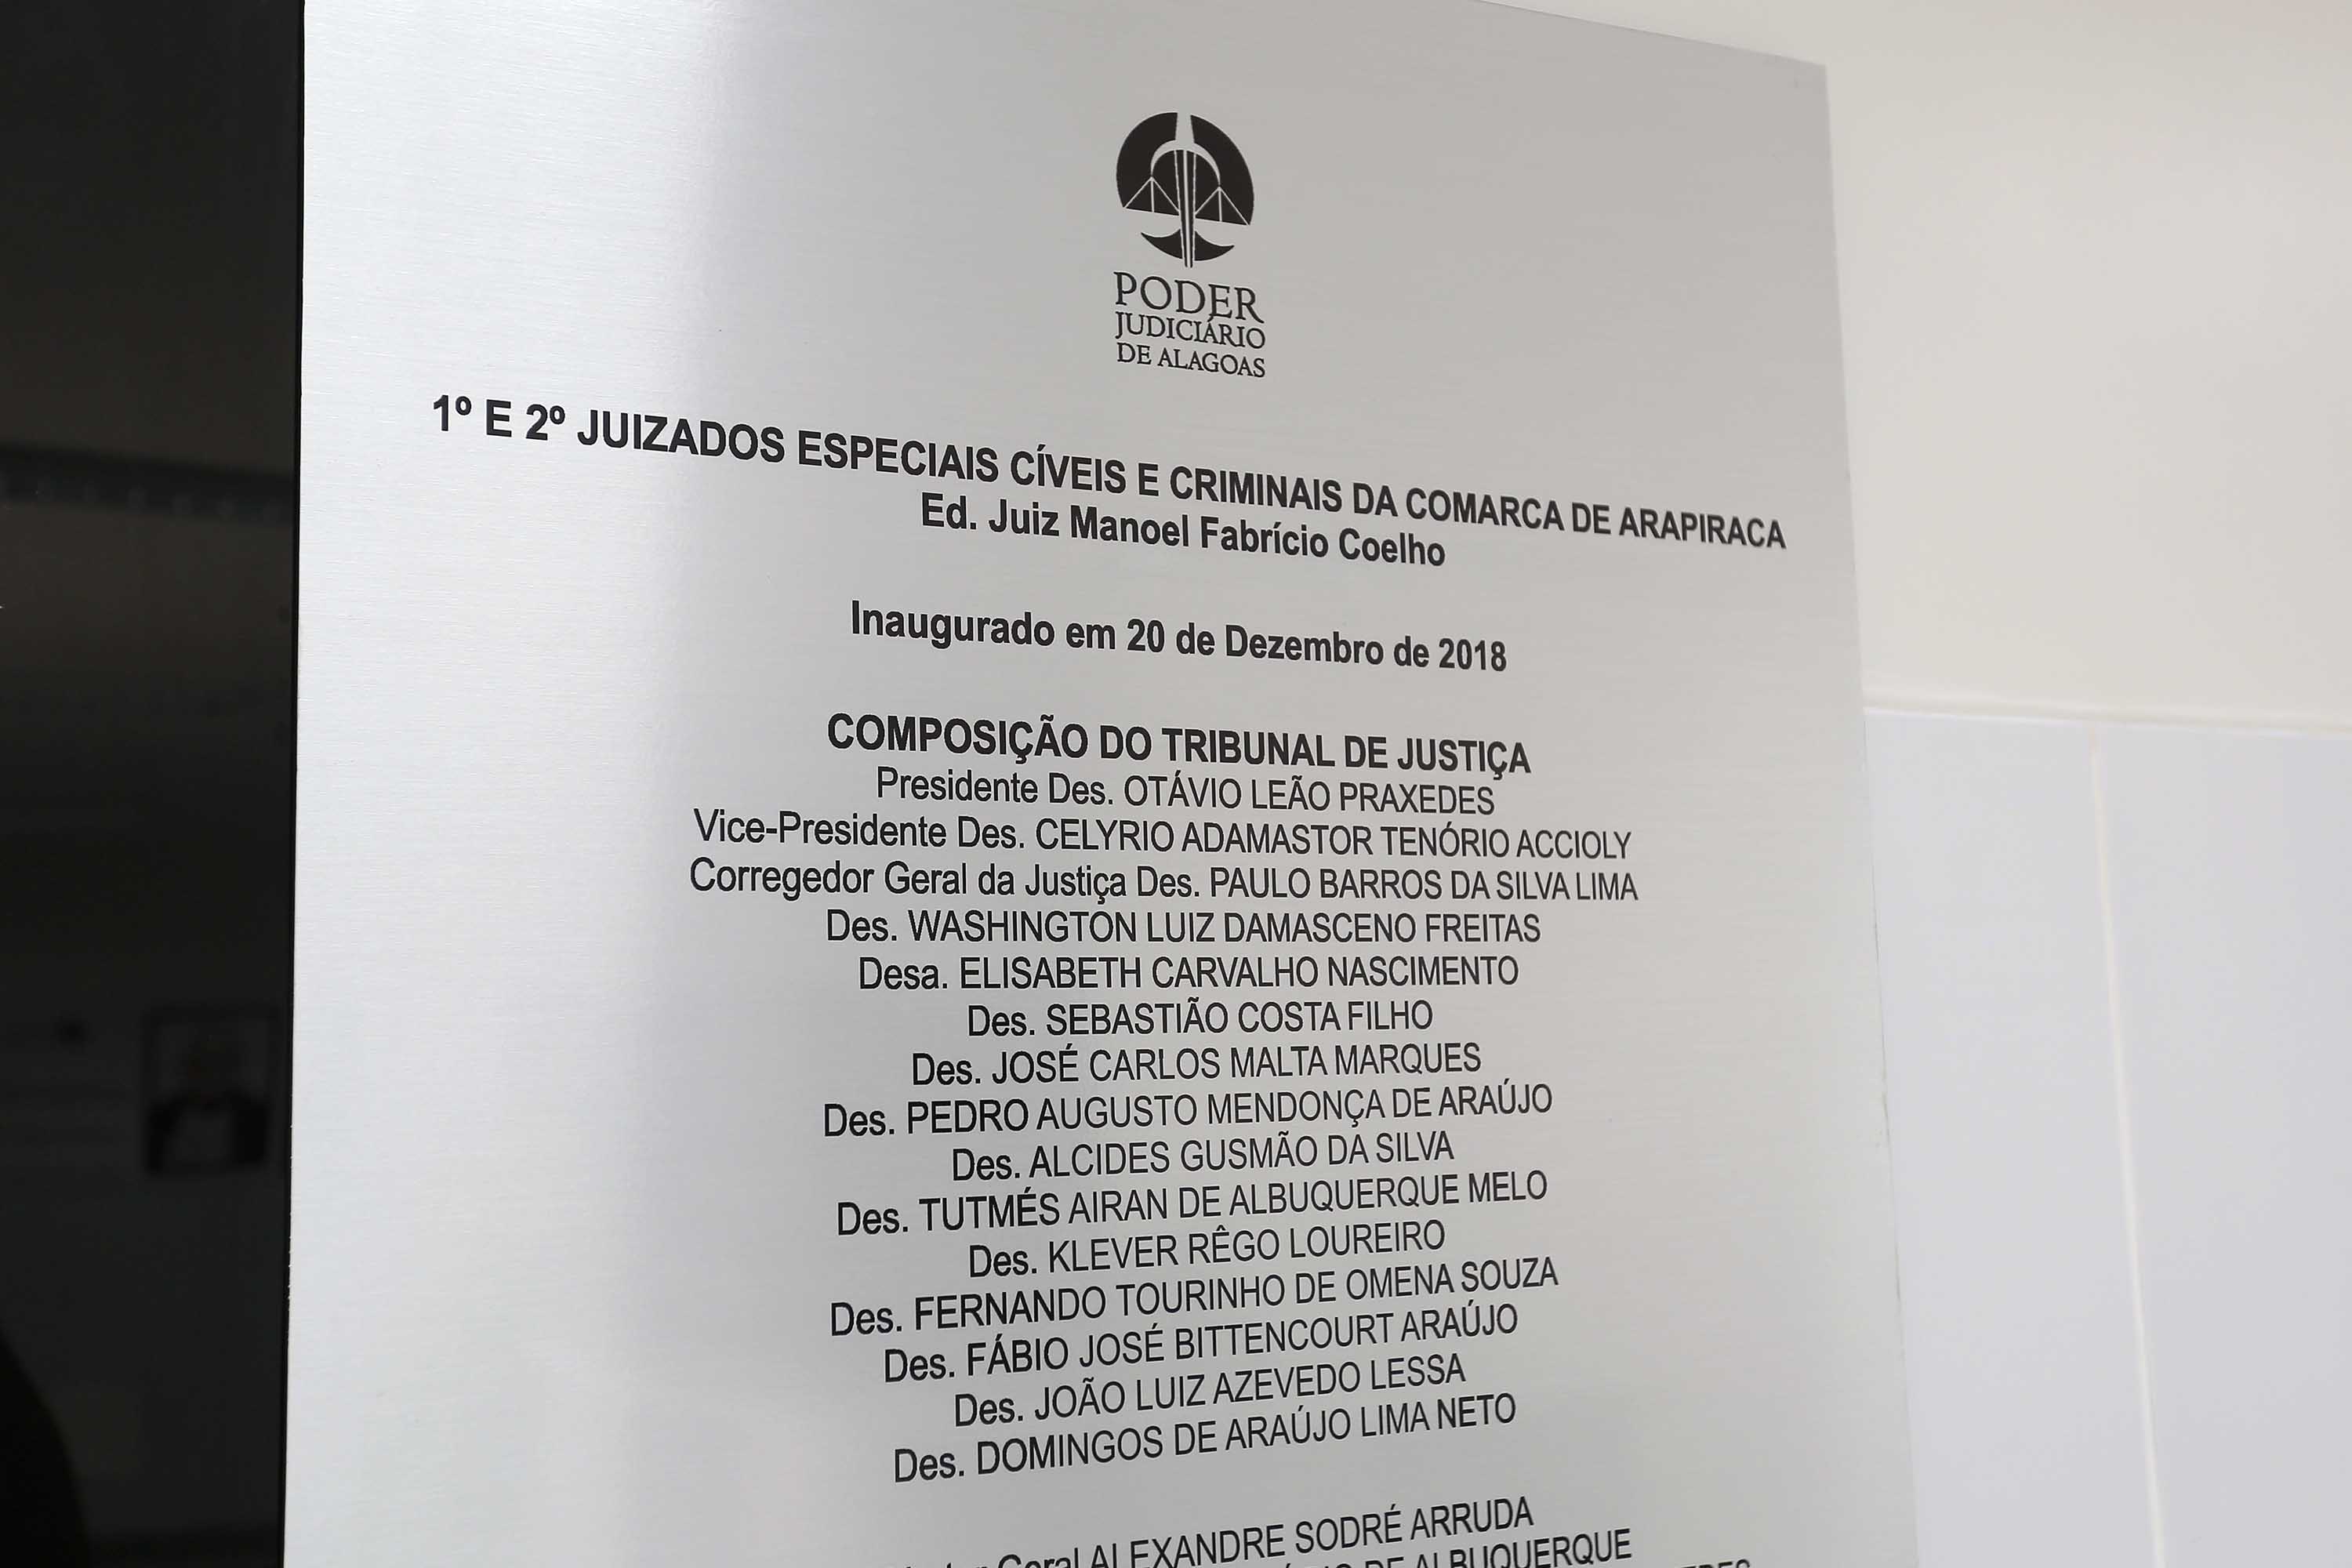 PODER
JUDICIÁRIO
DE ALAGOAS
1º E 2º JUIZADOS ESPECIAIS CÍVEIS E CRIMINAIS DA COMARCA DE ARAPIRACA
Ed. Juiz Manoel Fabrício Coelho
Inaugurado em 20 de Dezembro de 2018
COMPOSIÇÃO DO TRIBUNAL DE JUSTIÇA
Presidente Des. OTÁVIO LEÃO PRAXEDES
Vice-Presidente Des. CELYRIO ADAMASTOR TENÓRIO ACCIOLY
Corregedor Geral da Justiça Des. PAULO BARROS DA SILVA LIMA
Des. WASHINGTON LUIZ DAMASCENO FREITAS
Desa. ELISABETH CARVALHO NASCIMENTO
Des. SEBASTIÃO COSTA FILHO
Des. JOSÉ CARLOS MALTA MARQUES
Des. PEDRO AUGUSTO MENDONÇA DE ARAÚJO
Des. ALCIDES GUSMÃO DA SILVA
Des. TUTMÉS AIRAN DE ALBUQUERQUE MELO
Des. KLEVER RÊGO LOUREIRO
Des. FERNANDO TOURINHO DE OMENA SOUZA
Des. FÁBIO JOSÉ BITTENCOURT ARAÚJO
Des. JOÃO LUIZ AZEVEDO LESSA
Des. DOMINGOS DE ARAÚJO LIMA NETO
Geral ALEXANDRE SODRÉ ARRUDA
DE ALBUQUERQUE